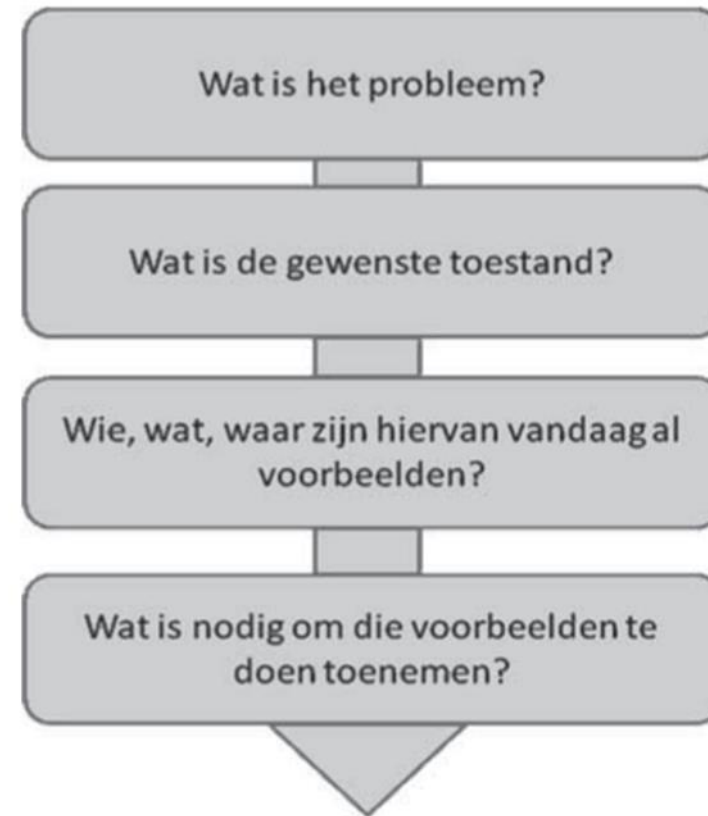 Wat is het probleem?
Wat is de gewenste toestand?
Wie, wat, waar zijn hiervan vandaag al
voorbeelden?
Wat is nodig om die voorbeelden te
doen toenemen?